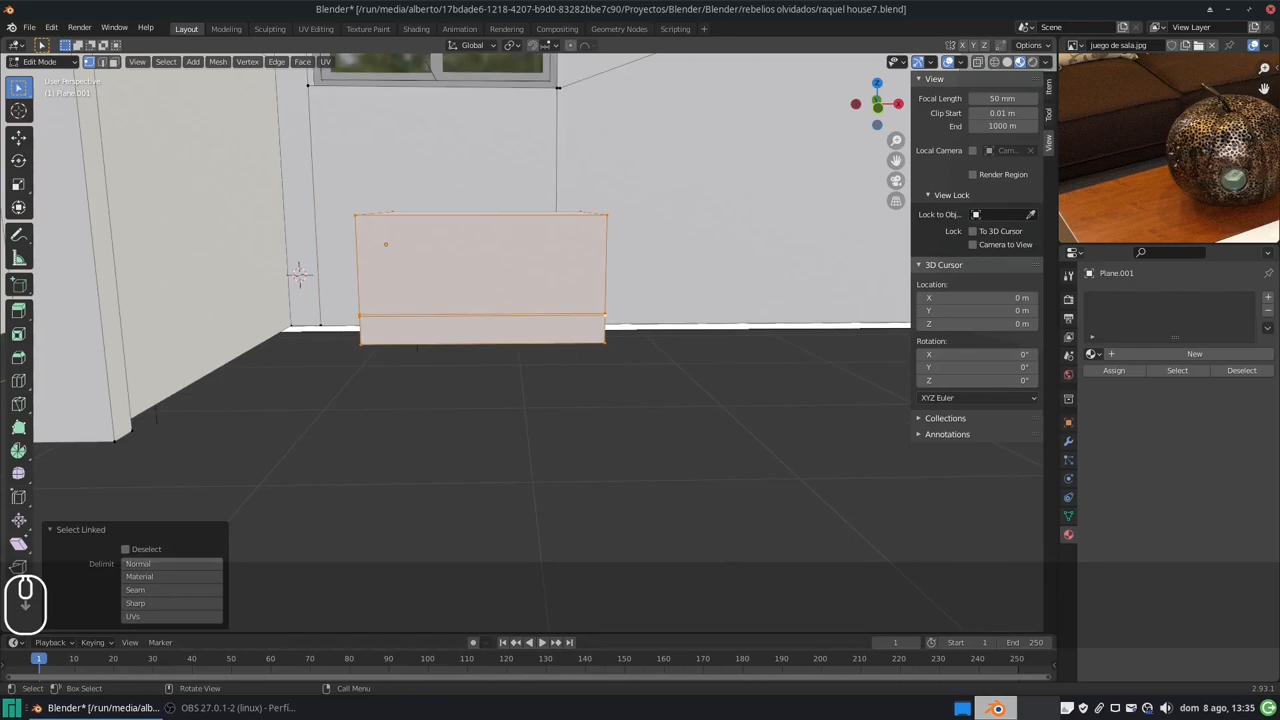 Blender* [/run/media/alberto/17bdade6-1218-4207-b9d0-83282bbe7c90/Proyectos/Blender/Blender/rebelios olvidados/raquel house7.blend]
File Edit Render Window Help Layout Modeling Sculpting UV Editing Texture Paint Shading Animation Rendering Compositing Geometry Nodes Scripting Scene View Layer
Global X Y Z Options juego de sala.jpg
Edit Mode View Select Add Mesh Vertex Edge Face UV
User Perspective
(1) Plane.001
View
Focal Length 50 mm
Clip Start 0.01 m
End 1000 m
Local Camera Cam...
Render Region
View Lock
Lock to Obj...
Lock: To 3D Cursor
Camera to View
3D Cursor
Location:
X 0 m
Y 0 m
Z 0 m
Rotation:
X 0°
Y 0°
Z 0°
XYZ Euler
Collections
Annotations
Item
Tool
View
Z
X
Y
Plane.001
New
Assign Select Deselect
Select Linked
Deselect
Delimit Normal
Material
Seam
Sharp
UVs
Playback Keying View Marker 1 Start 1 End 250
1 10 20 30 40 50 60 70 80 90 100 110 120 130 140 150 160 170 180 190 200 210 220 230 240 250
Select Box Select Rotate View Call Menu 2.93.1
Blender* [/run/media/alb... OBS 27.0.1-2 (linux) - Perfi... dom 8 ago, 13:35